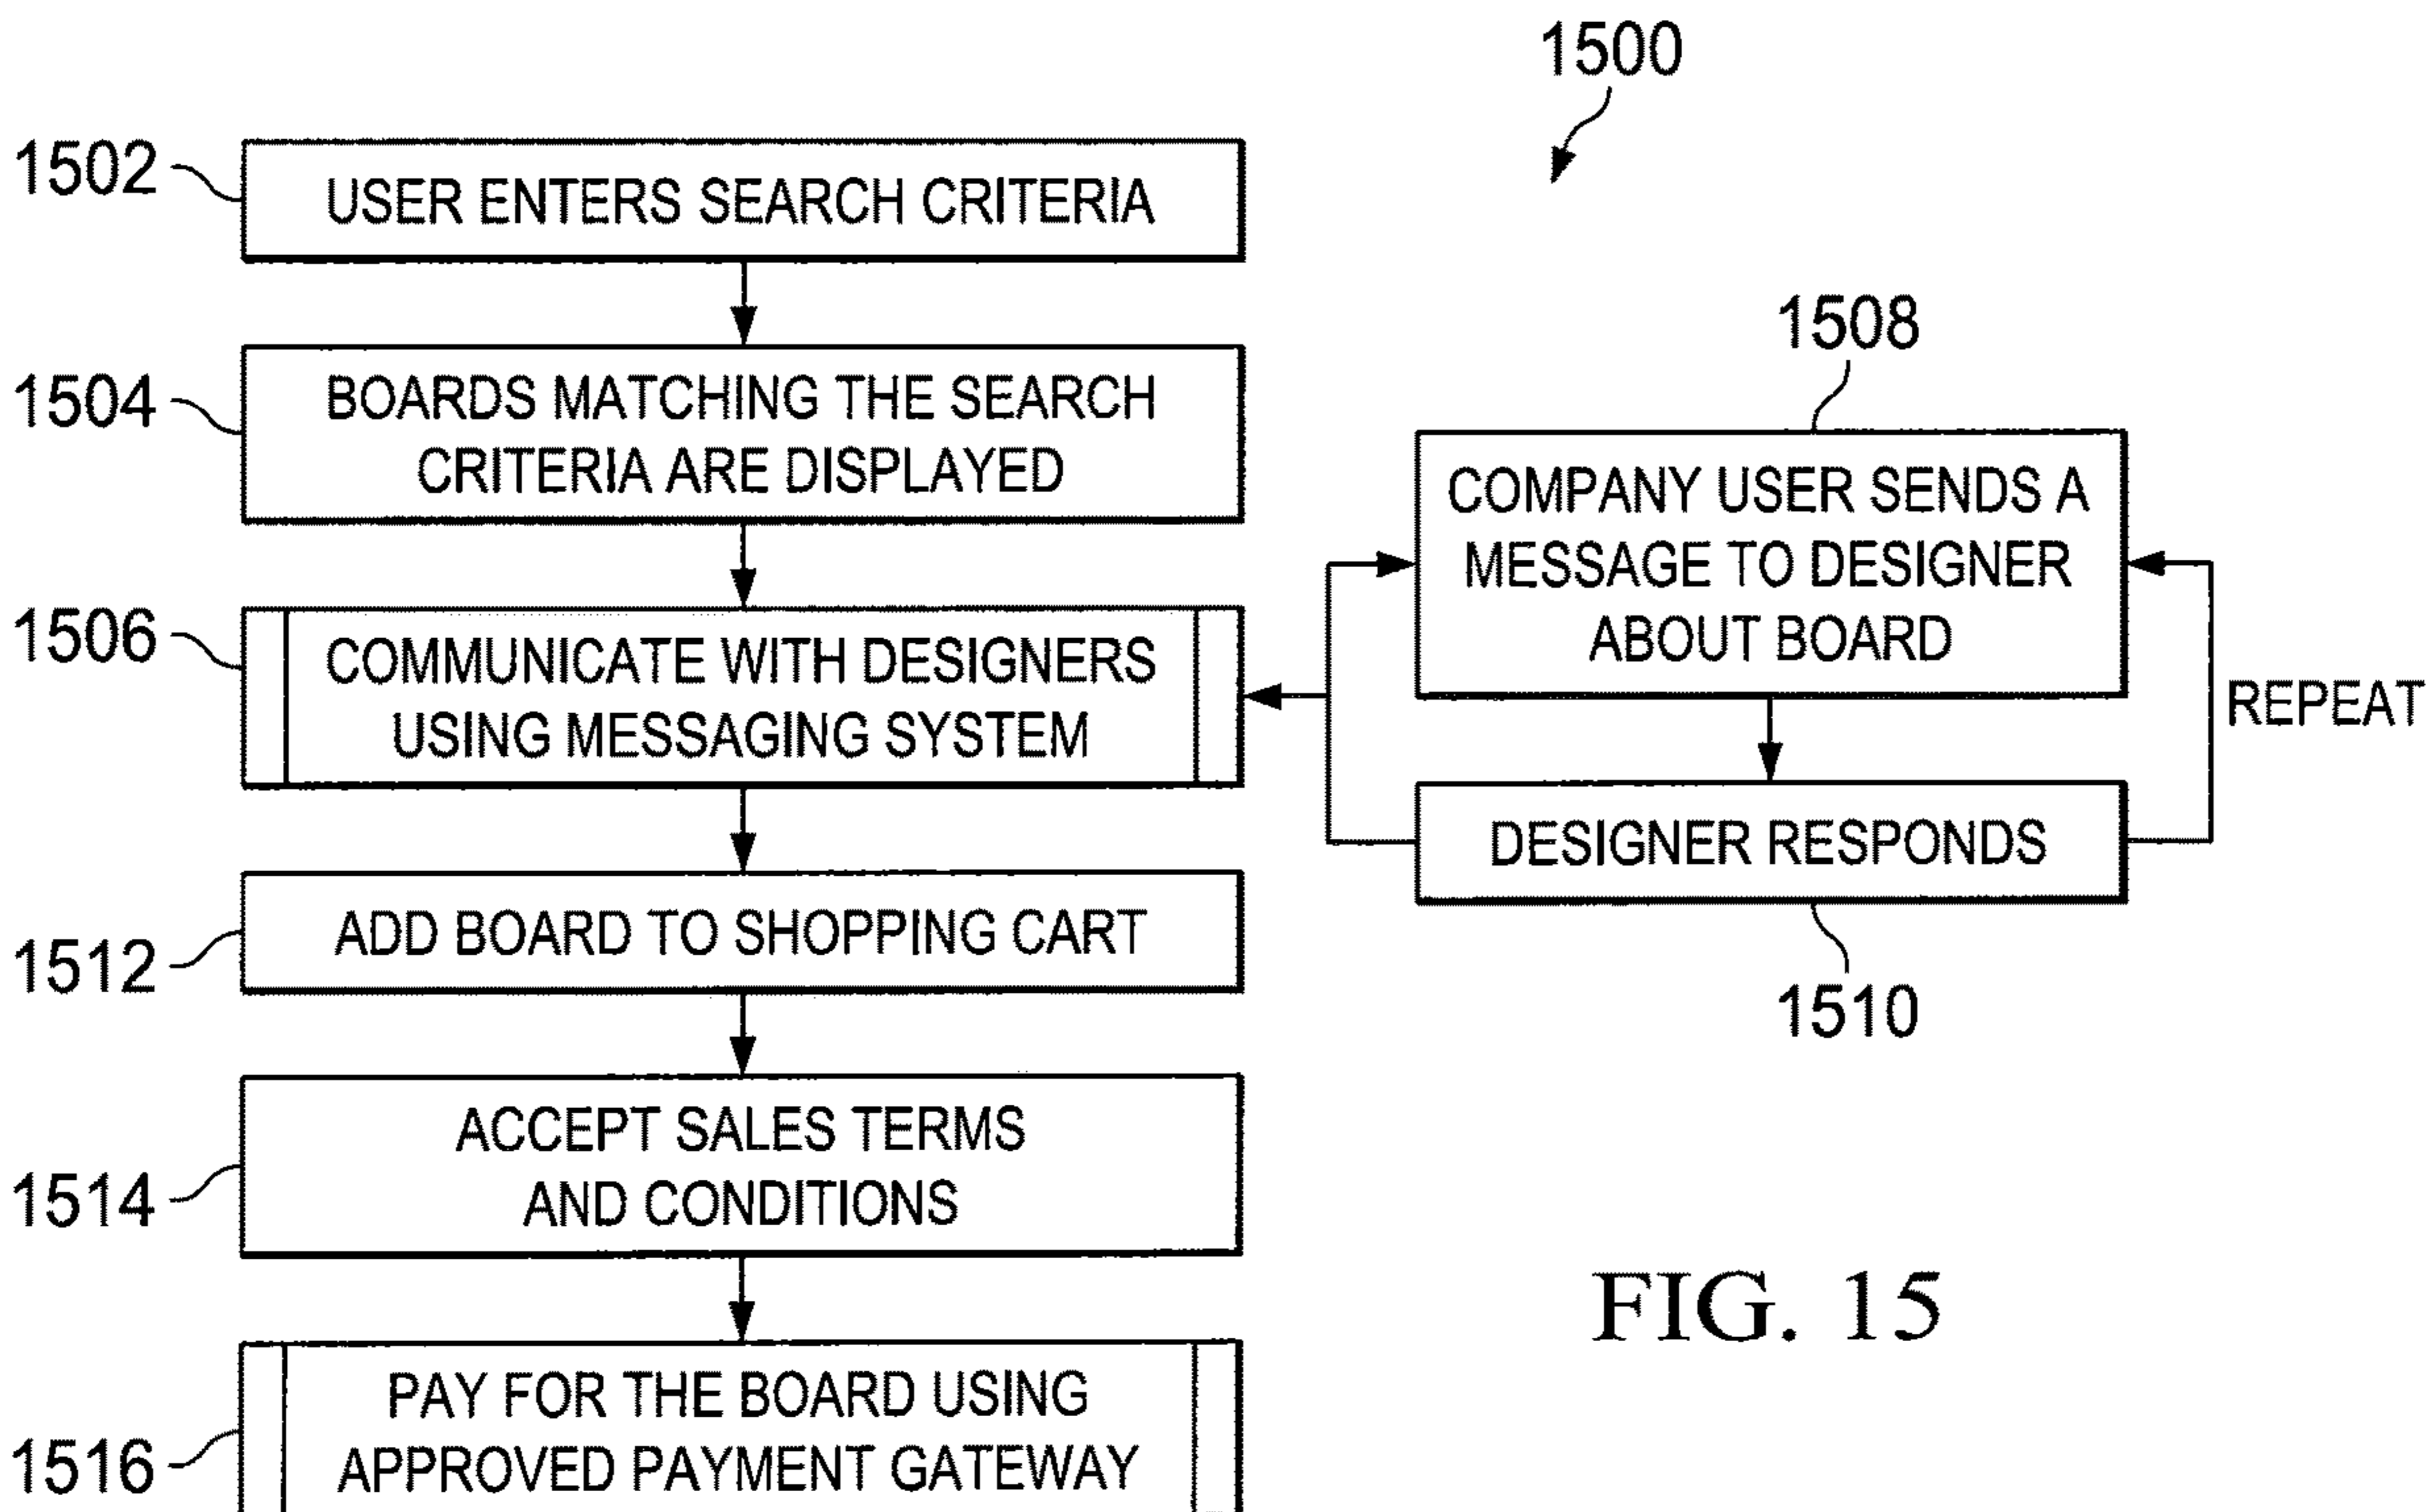 1500
1502
USER ENTERS SEARCH CRITERIA
1504
BOARDS MATCHING THE SEARCH
CRITERIA ARE DISPLAYED
1506
COMMUNICATE WITH DESIGNERS
USING MESSAGING SYSTEM
1508
COMPANY USER SENDS A
MESSAGE TO DESIGNER
ABOUT BOARD
REPEAT
DESIGNER RESPONDS
1510
1512
ADD BOARD TO SHOPPING CART
1514
ACCEPT SALES TERMS
AND CONDITIONS
1516
PAY FOR THE BOARD USING
APPROVED PAYMENT GATEWAY
FIG. 15